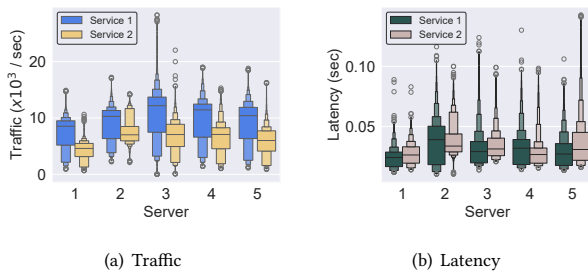 Service 1
Service 2
Traffic (x10³ / sec)
20
10
0
1 2 3 4 5
Server
(a) Traffic
Service 1
Service 2
Latency (sec)
0.10
0.05
1 2 3 4 5
Server
(b) Latency